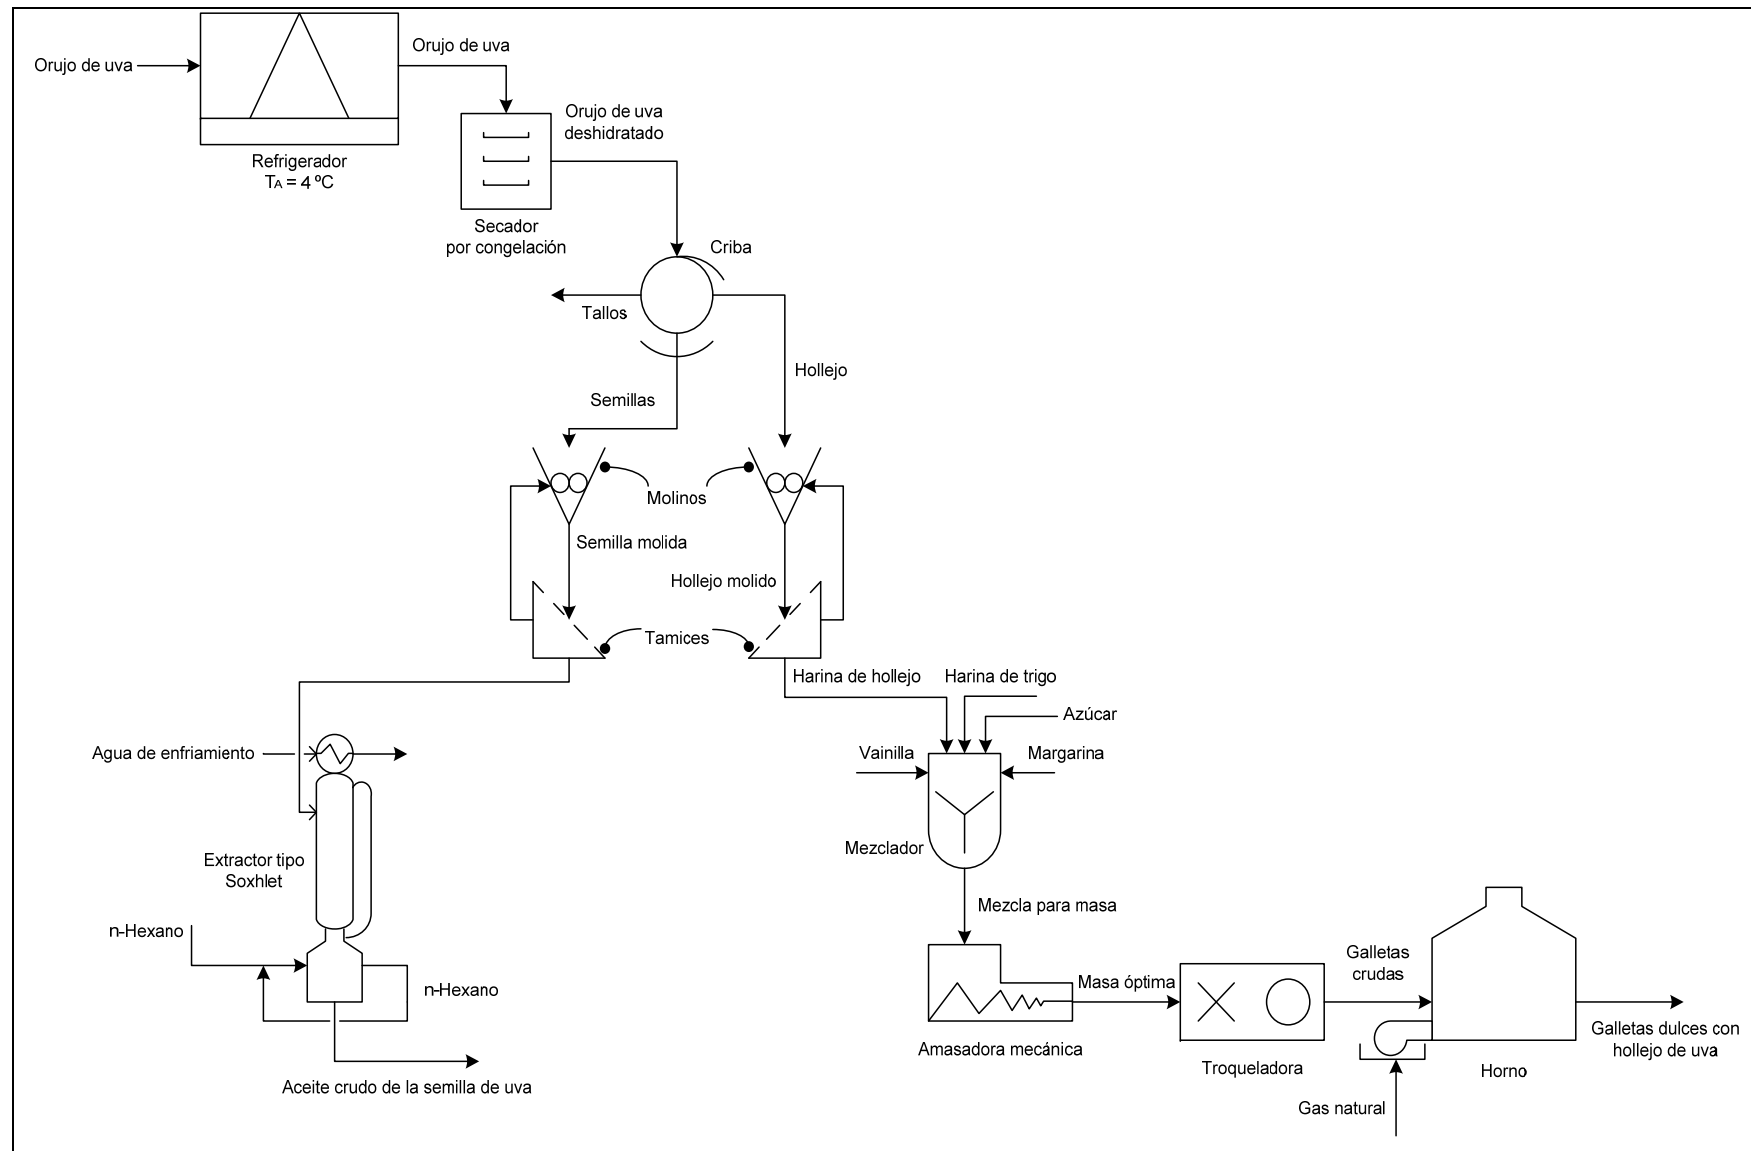 Orujo de uva
Orujo de uva
Refrigerador
TA = 4 ºC
Orujo de uva
deshidratado
Secador
por congelación
Criba
Tallos
Hollejo
Semillas
Molinos
Semilla molida
Hollejo molido
Tamices
Harina de hollejo
Harina de trigo
Azúcar
Vainilla
Margarina
Agua de enfriamiento
Mezclador
Extractor tipo
Soxhlet
n-Hexano
n-Hexano
Mezcla para masa
Masa óptima
Galletas
crudas
Amasadora mecánica
Troqueladora
Horno
Galletas dulces con
hollejo de uva
Aceite crudo de la semilla de uva
Gas natural